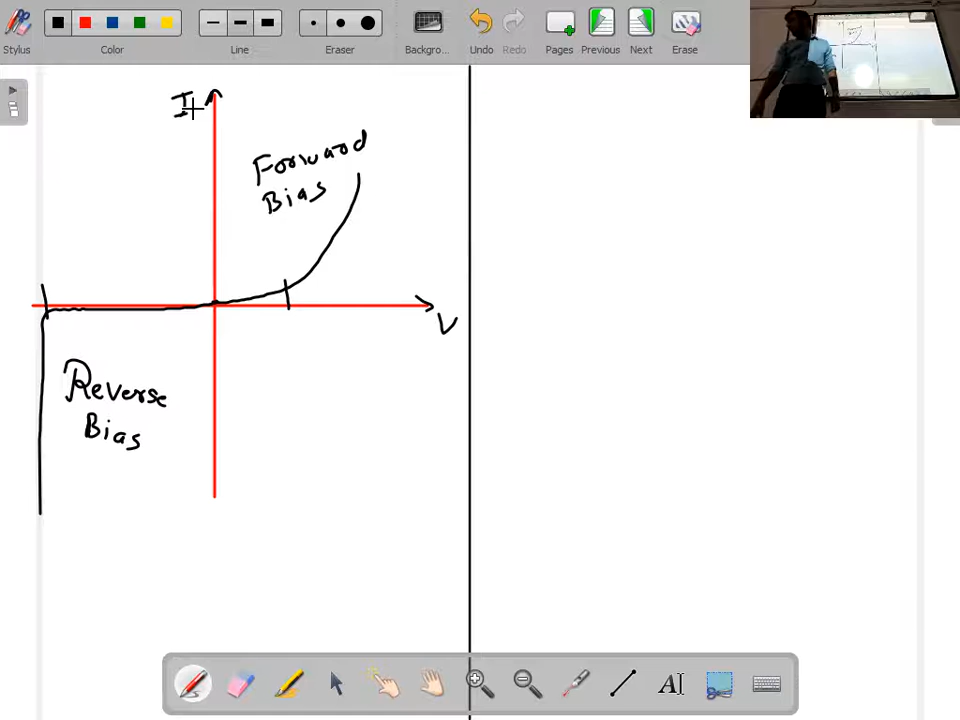 Stylus
Color
Line
Eraser
Backgro...
Undo
Redo
Pages
Previous
Next
Erase
I
Forward
Bias
V
Reverse
Bias
A